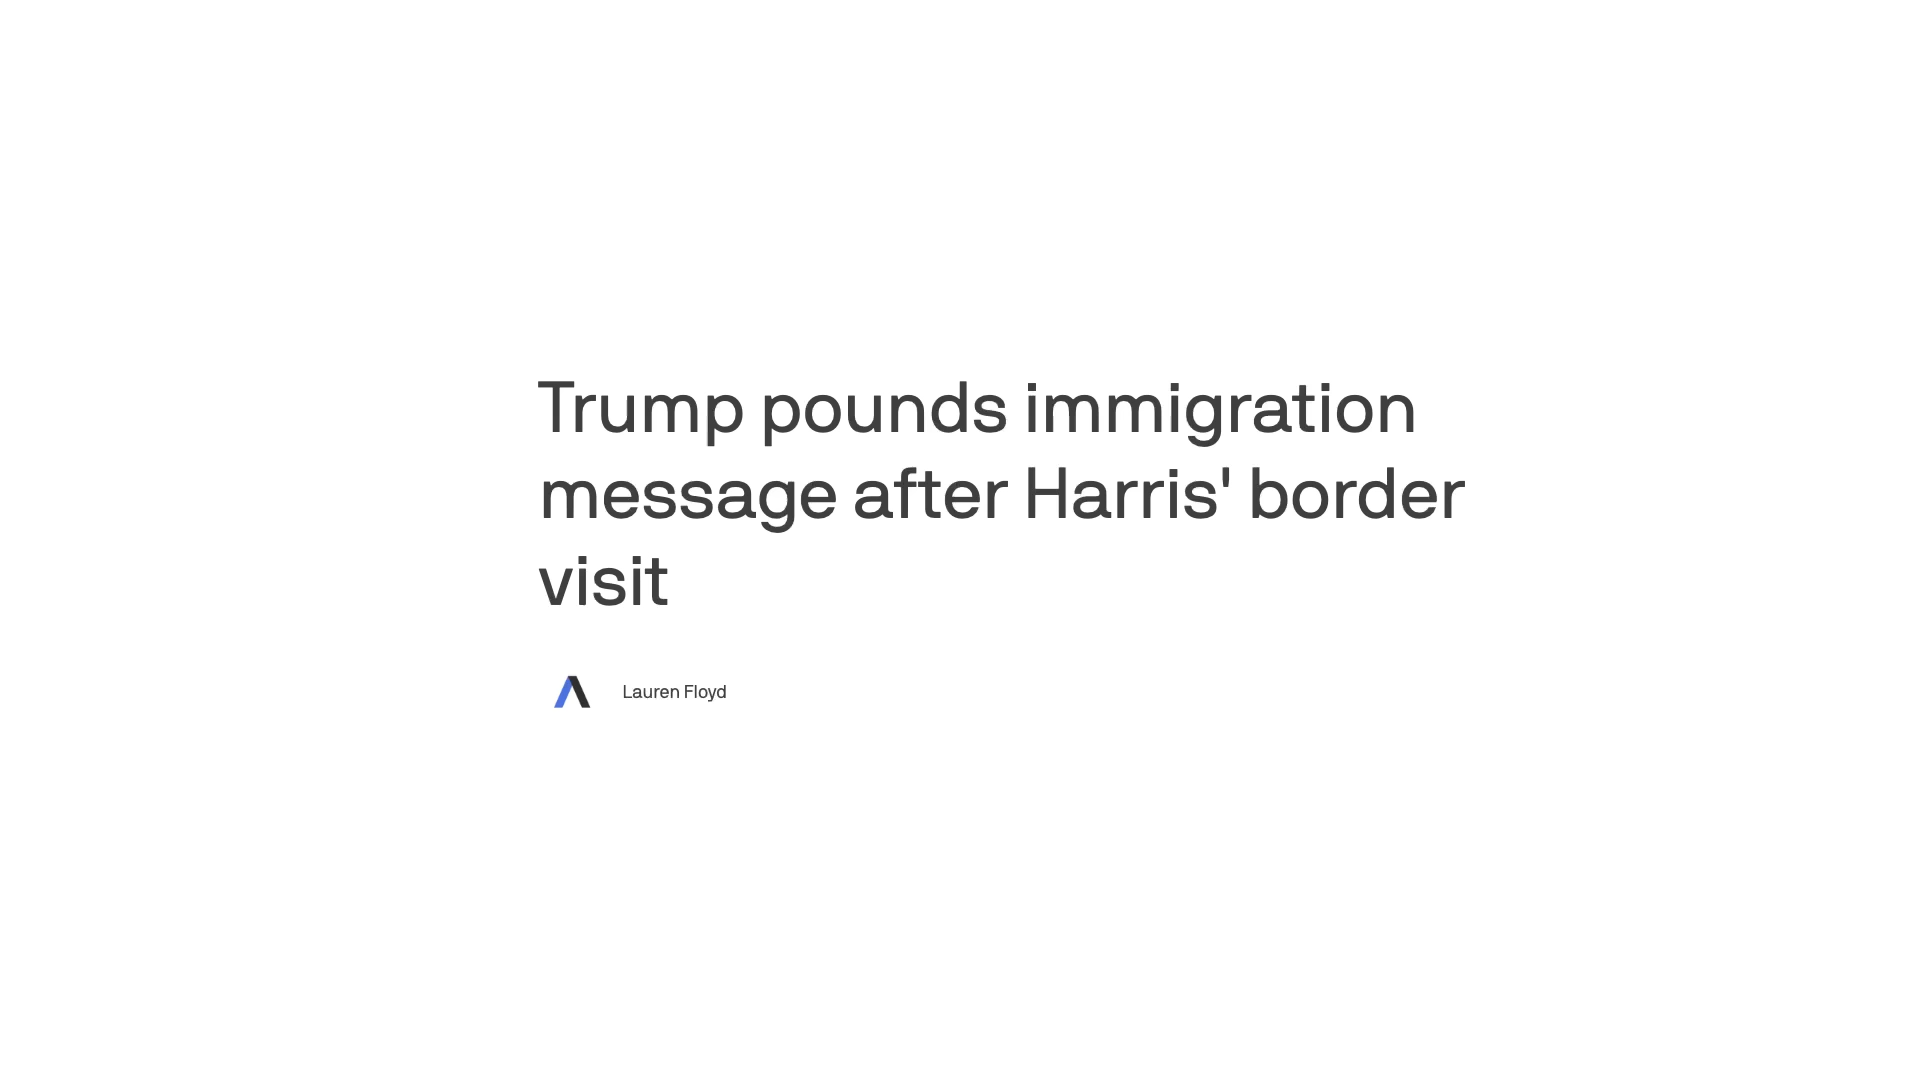 Trump pounds immigration
message after Harris' border
visit
Lauren Floyd